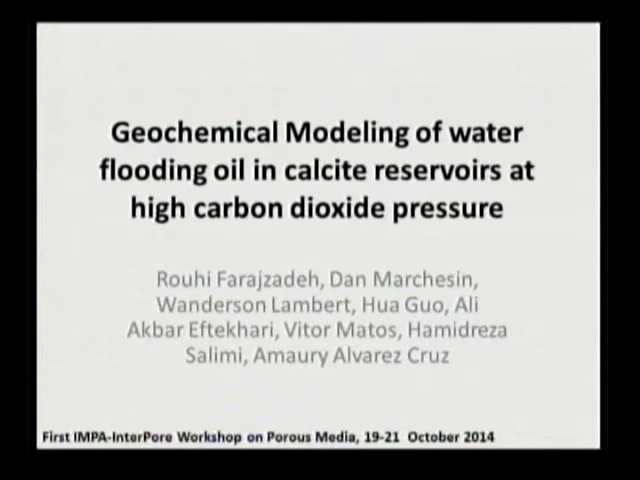 Geochemical Modeling of water
flooding oil in calcite reservoirs at
high carbon dioxide pressure
Rouhi Farajzadeh, Dan Marchesin,
Wanderson Lambert, Hua Guo, Ali
Akbar Eftekhari, Vitor Matos, Hamidreza
Salimi, Amaury Alvarez Cruz
First IMPA-InterPore Workshop on Porous Media, 19-21 October 2014